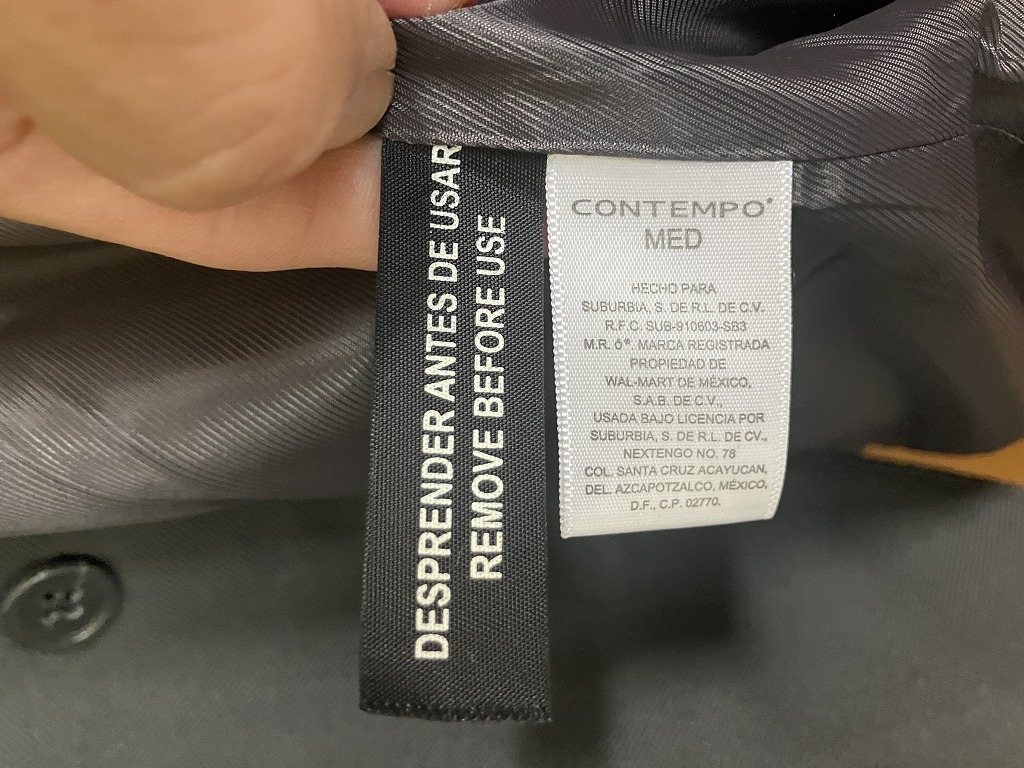 DESPRENDER ANTES DE USAR
REMOVE BEFORE USE
CONTEMPO
MED
HECHO PARA
SUBURBIA, S. DE R.L. DE C.V.
R.F.C. SUB-910603-SB3
M.R. ó®. MARCA REGISTRADA
PROPIEDAD DE
WAL-MART DE MÉXICO,
S.A.B. DE C.V.,
USADA BAJO LICENCIA POR
SUBURBIA, S. DE R.L. DE CV.,
NEXTENGO NO. 78
COL. SANTA CRUZ ACAYUCAN,
DEL. AZCAPOTZALCO, MÉXICO,
D.F., C.P. 02770.